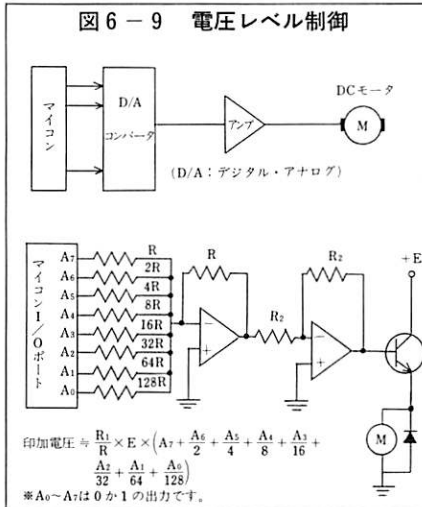 図6－9 電圧レベル制御
マイコン
D/A
コンバータ
アンプ
DCモータ
M
(D/A：デジタル・アナログ)
マイコンI/Oポート
A₇
A₆
A₅
A₄
A₃
A₂
A₁
A₀
R
2R
4R
8R
16R
32R
64R
128R
R
−
+
R₂
R₂
−
+
+E
M
印加電圧 ≒ R₁/R × E × (A₇ + A₆/2 + A₅/4 + A₄/8 + A₃/16 +
A₂/32 + A₁/64 + A₀/128)
※A₀～A₇は0か1の出力です。